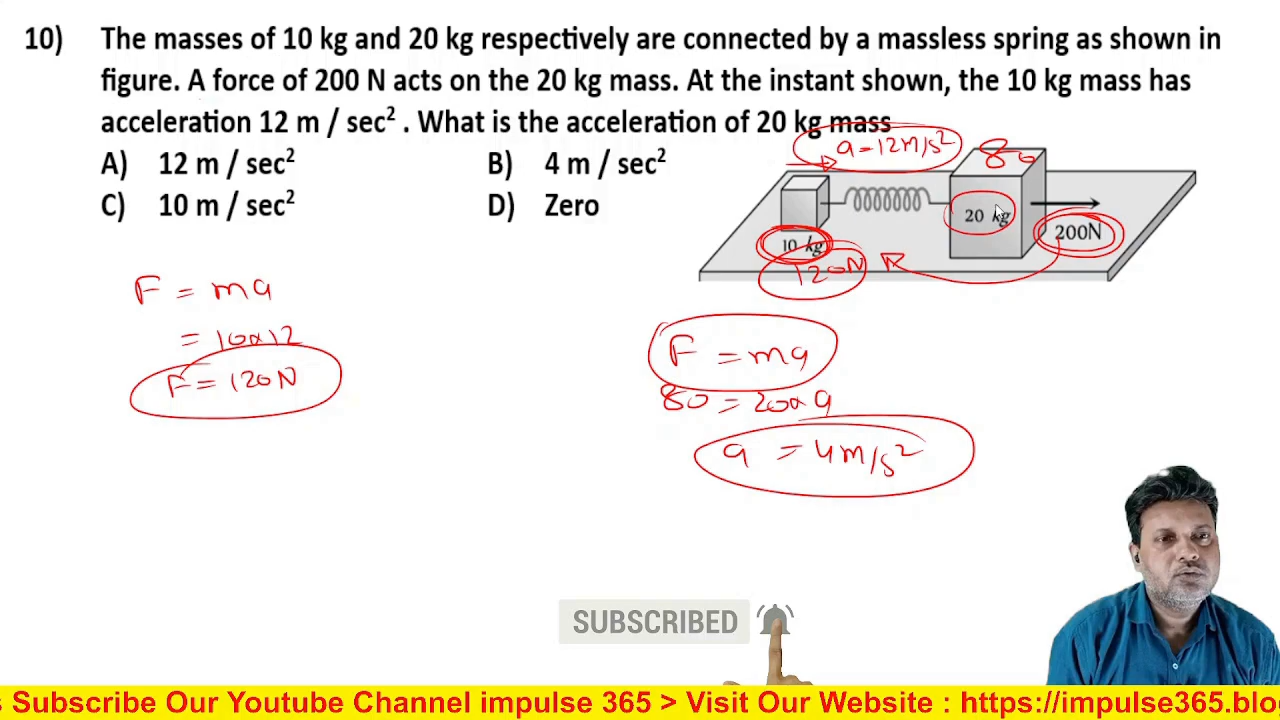 10) The masses of 10 kg and 20 kg respectively are connected by a massless spring as shown in
figure. A force of 200 N acts on the 20 kg mass. At the instant shown, the 10 kg mass has
acceleration 12 m / sec² . What is the acceleration of 20 kg mass
A) 12 m / sec² B) 4 m / sec²
C) 10 m / sec² D) Zero
a = 12 m/s²
80
20 kg
200N
10 kg
120N
F = ma
= 10×12
F = 120 N
F = ma
80 = 20×a
a = 4 m/s²
SUBSCRIBED
s Subscribe Our Youtube Channel impulse 365 > Visit Our Website : https://impulse365.blo